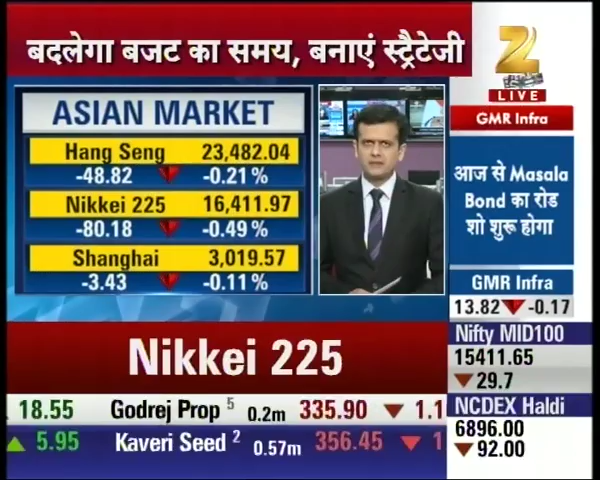 बदलेगा बजट का समय, बनाएं स्ट्रैटेजी
LIVE
ASIAN MARKET
Hang Seng 23,482.04
-48.82 -0.21%
Nikkei 225 16,411.97
-80.18 -0.49%
Shanghai 3,019.57
-3.43 -0.11%
GMR Infra
आज से Masala
Bond का रोड
शो शुरू होगा
GMR Infra
13.82 -0.17
Nikkei 225
Nifty MID100
15411.65
29.7
NCDEX Haldi
6896.00
92.00
18.55 Godrej Prop 5 0.2m 335.90 1.1
5.95 Kaveri Seed 2 0.57m 356.45 1